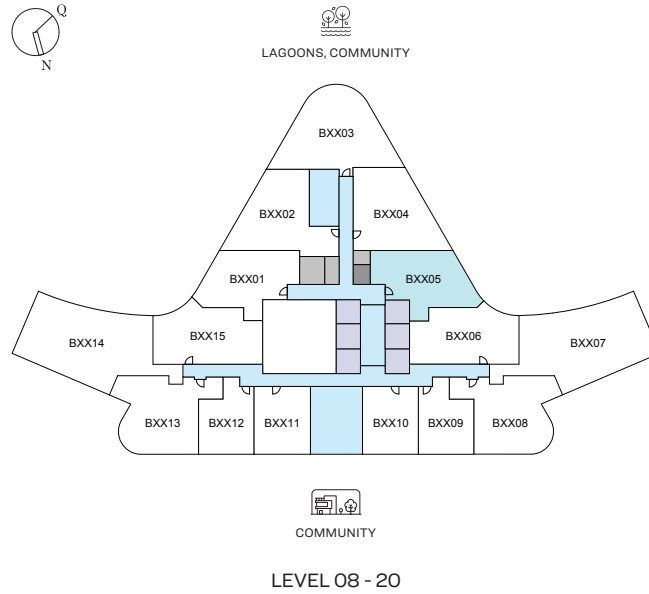 Q
N
LAGOONS, COMMUNITY
BXX03
BXX02
BXX04
BXX01
BXX05
BXX14
BXX15
BXX06
BXX07
BXX13
BXX12
BXX11
BXX10
BXX09
BXX08
COMMUNITY
LEVEL 08 - 20